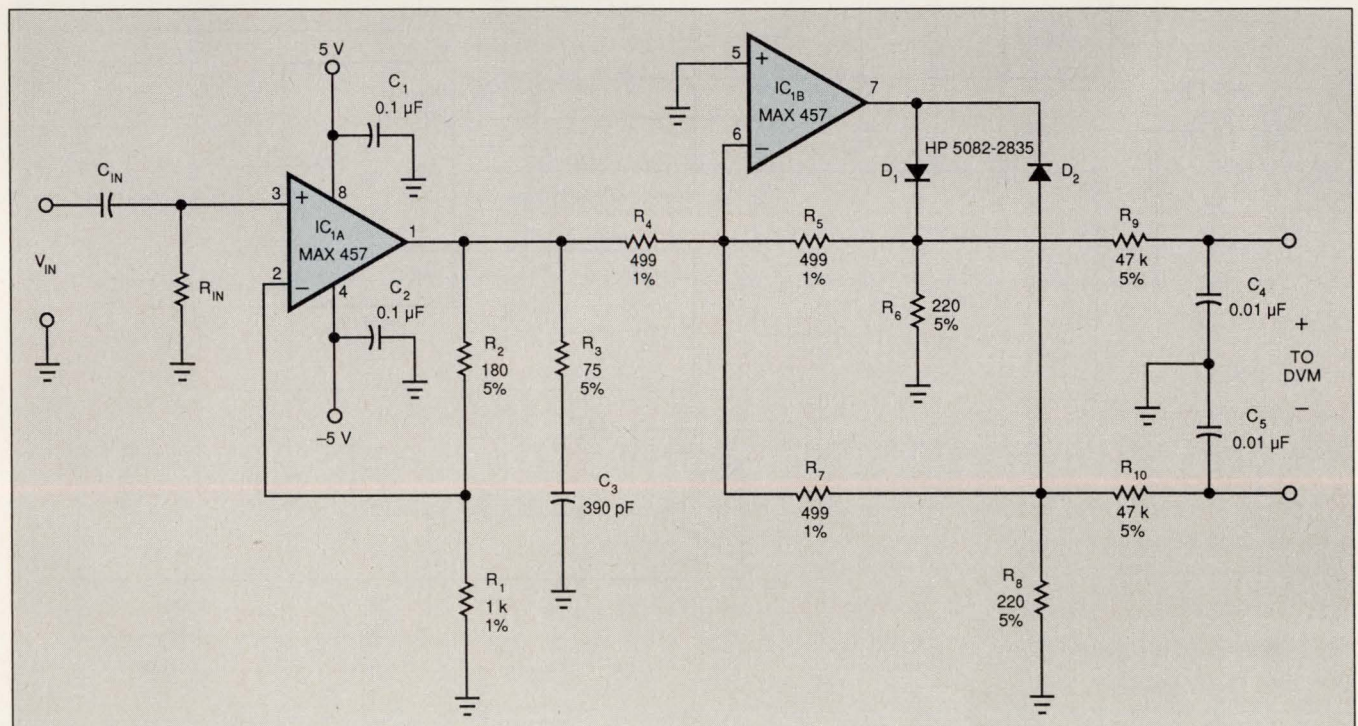 5 V
C1
0.1 µF
CIN
VIN
RIN
3
+
8
IC1A
MAX 457
1
2
−
4
C2
0.1 µF
−5 V
R2
180
5%
R3
75
5%
C3
390 pF
R1
1 k
1%
R4
499
1%
5
+
IC1B
MAX 457
7
6
−
HP 5082-2835
D1
D2
R5
499
1%
R6
220
5%
R7
499
1%
R8
220
5%
R9
47 k
5%
C4
0.01 µF
+
TO
DVM
−
C5
0.01 µF
R10
47 k
5%